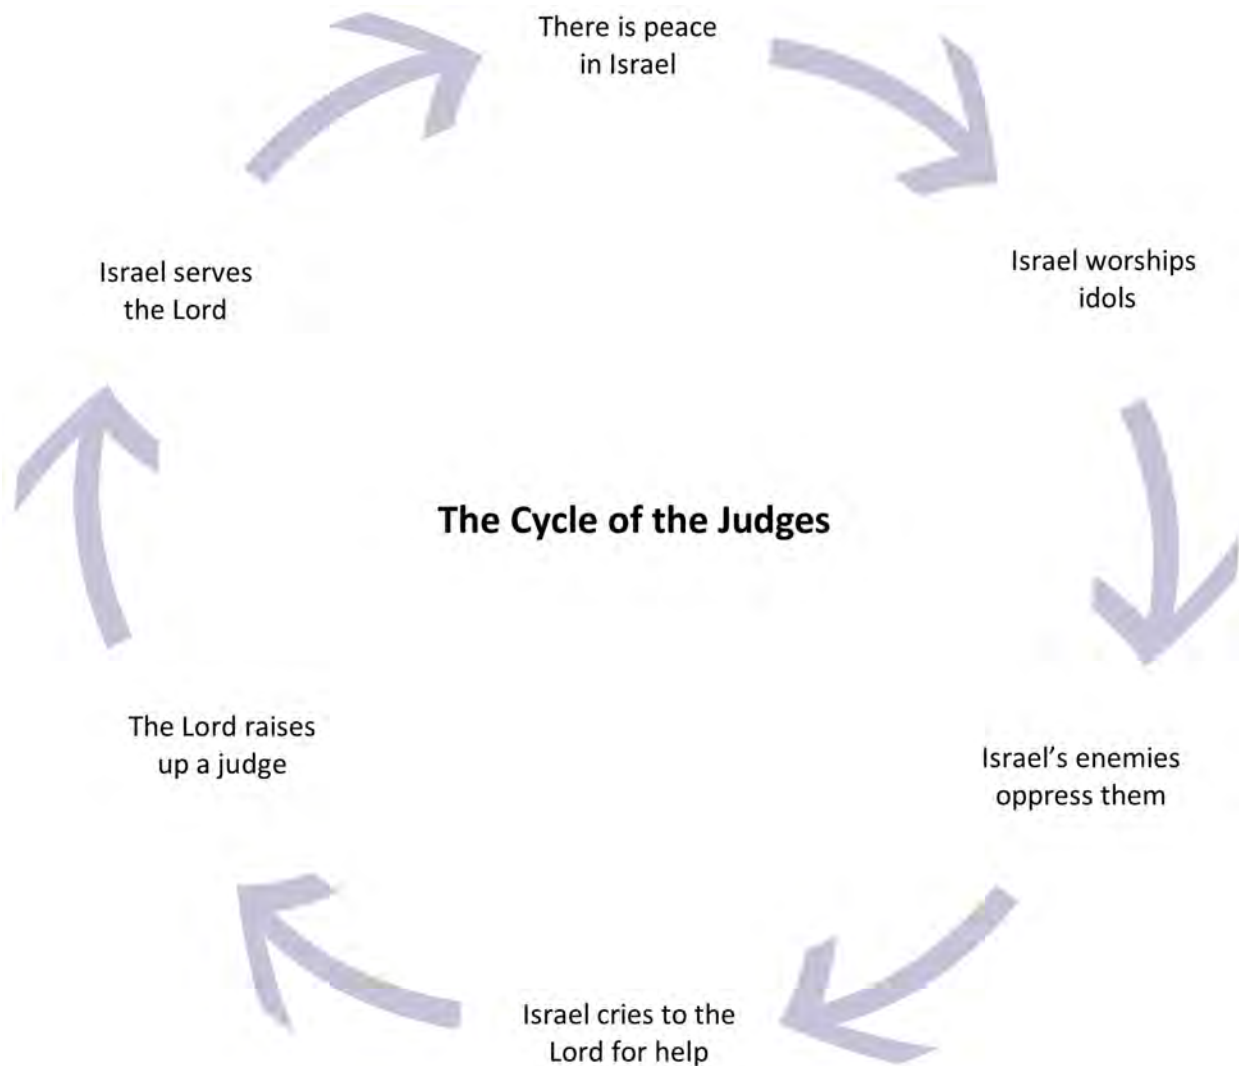 There is peace
in Israel
Israel worships
idols
Israel's enemies
oppress them
Israel cries to the
Lord for help
The Lord raises
up a judge
Israel serves
the Lord
The Cycle of the Judges